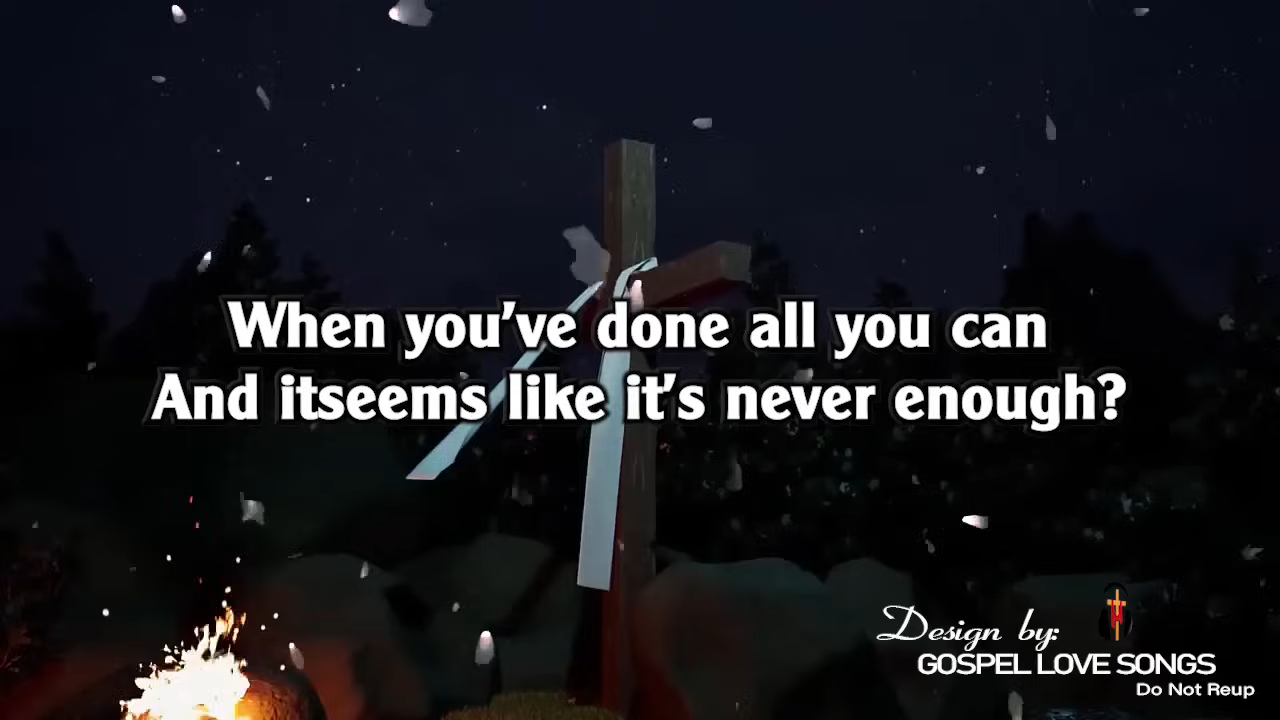 When you've done all you can
And itseems like it's never enough?
Design by:
GOSPEL LOVE SONGS
Do Not Reup